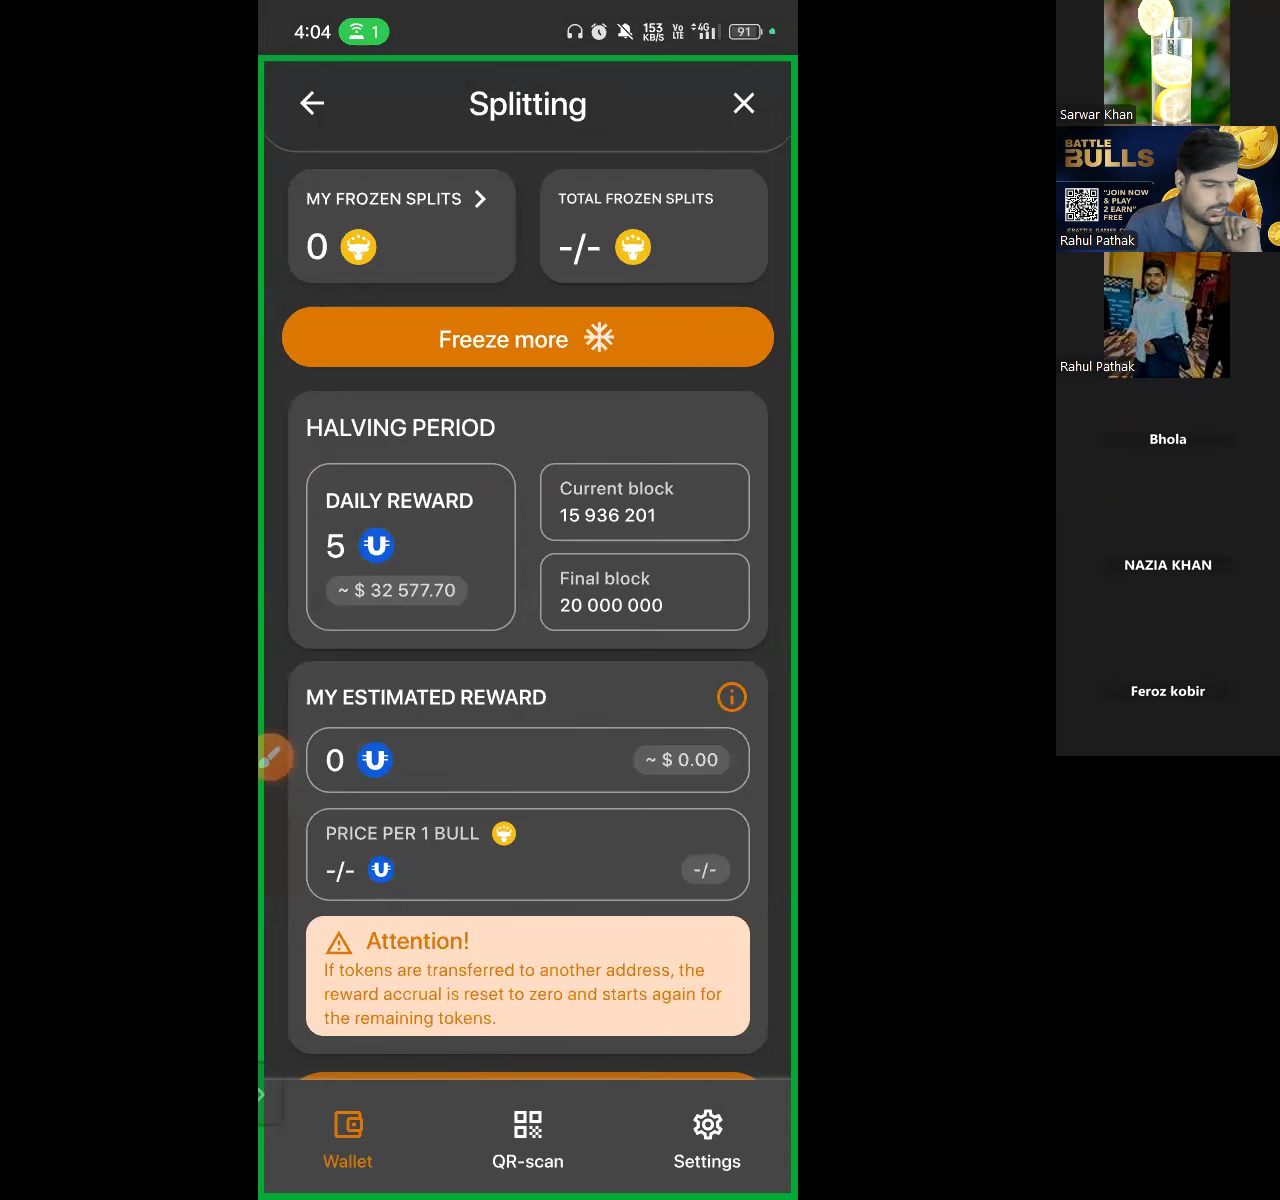 4:04
1
153
KB/S
Vo
LTE
4G
91
Splitting
MY FROZEN SPLITS
TOTAL FROZEN SPLITS
0
-/-
Freeze more
HALVING PERIOD
DAILY REWARD
5
~ $ 32 577.70
Current block
15 936 201
Final block
20 000 000
MY ESTIMATED REWARD
0
~ $ 0.00
PRICE PER 1 BULL
-/-
-/-
Attention!
If tokens are transferred to another address, the
reward accrual is reset to zero and starts again for
the remaining tokens.
Wallet
QR-scan
Settings
Sarwar Khan
BATTLE
BULLS
"JOIN NOW
& PLAY
2 EARN"
FREE
Rahul Pathak
Rahul Pathak
Bhola
NAZIA KHAN
Feroz kobir